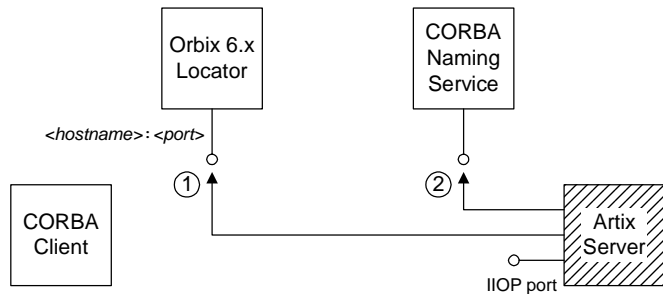 Orbix 6.x
Locator
CORBA
Naming
Service
<hostname>:<port>
1
2
CORBA
Client
Artix
Server
IIOP port